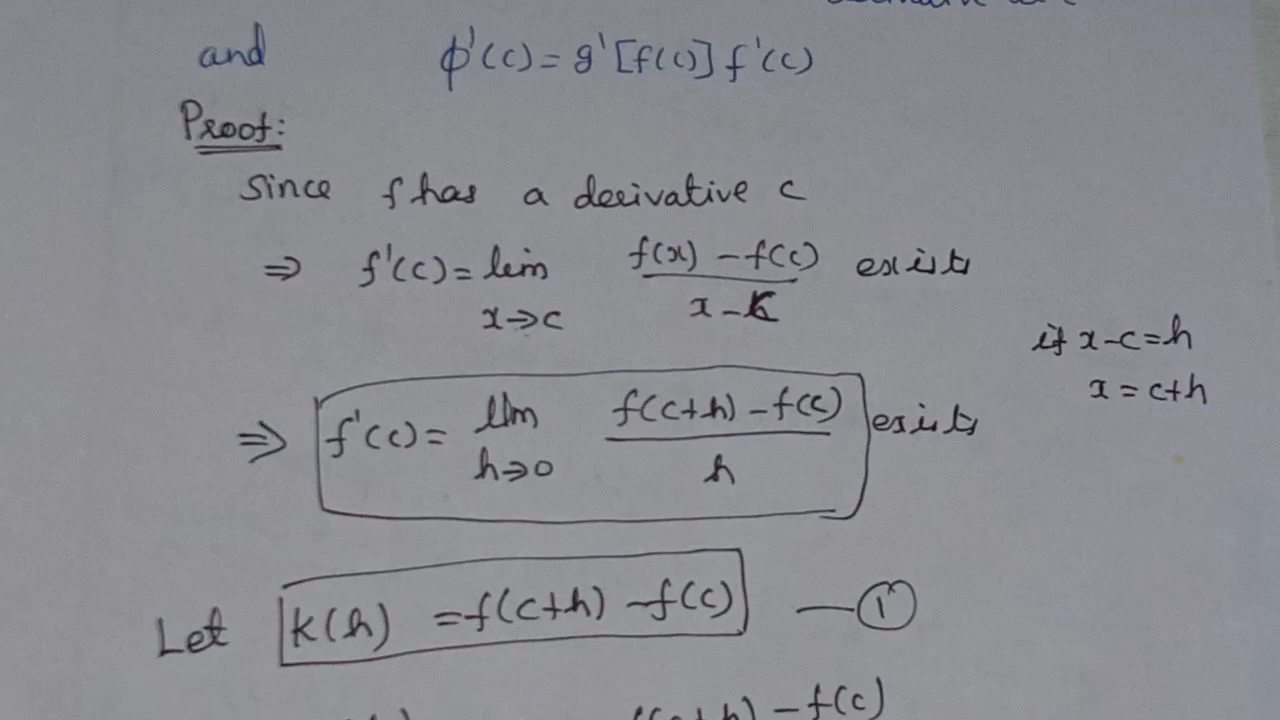 and φ'(c) = g'[f(c)] f'(c)
Proof:
Since f has a derivative c
⇒ f'(c) = lim f(x) - f(c) exists
x→c x - c
if x-c=h
x = c+h
⇒ f'(c) = lim f(c+h) - f(c) exists
h→0 h
Let k(h) = f(c+h) - f(c) — ①
f(c+h) - f(c)